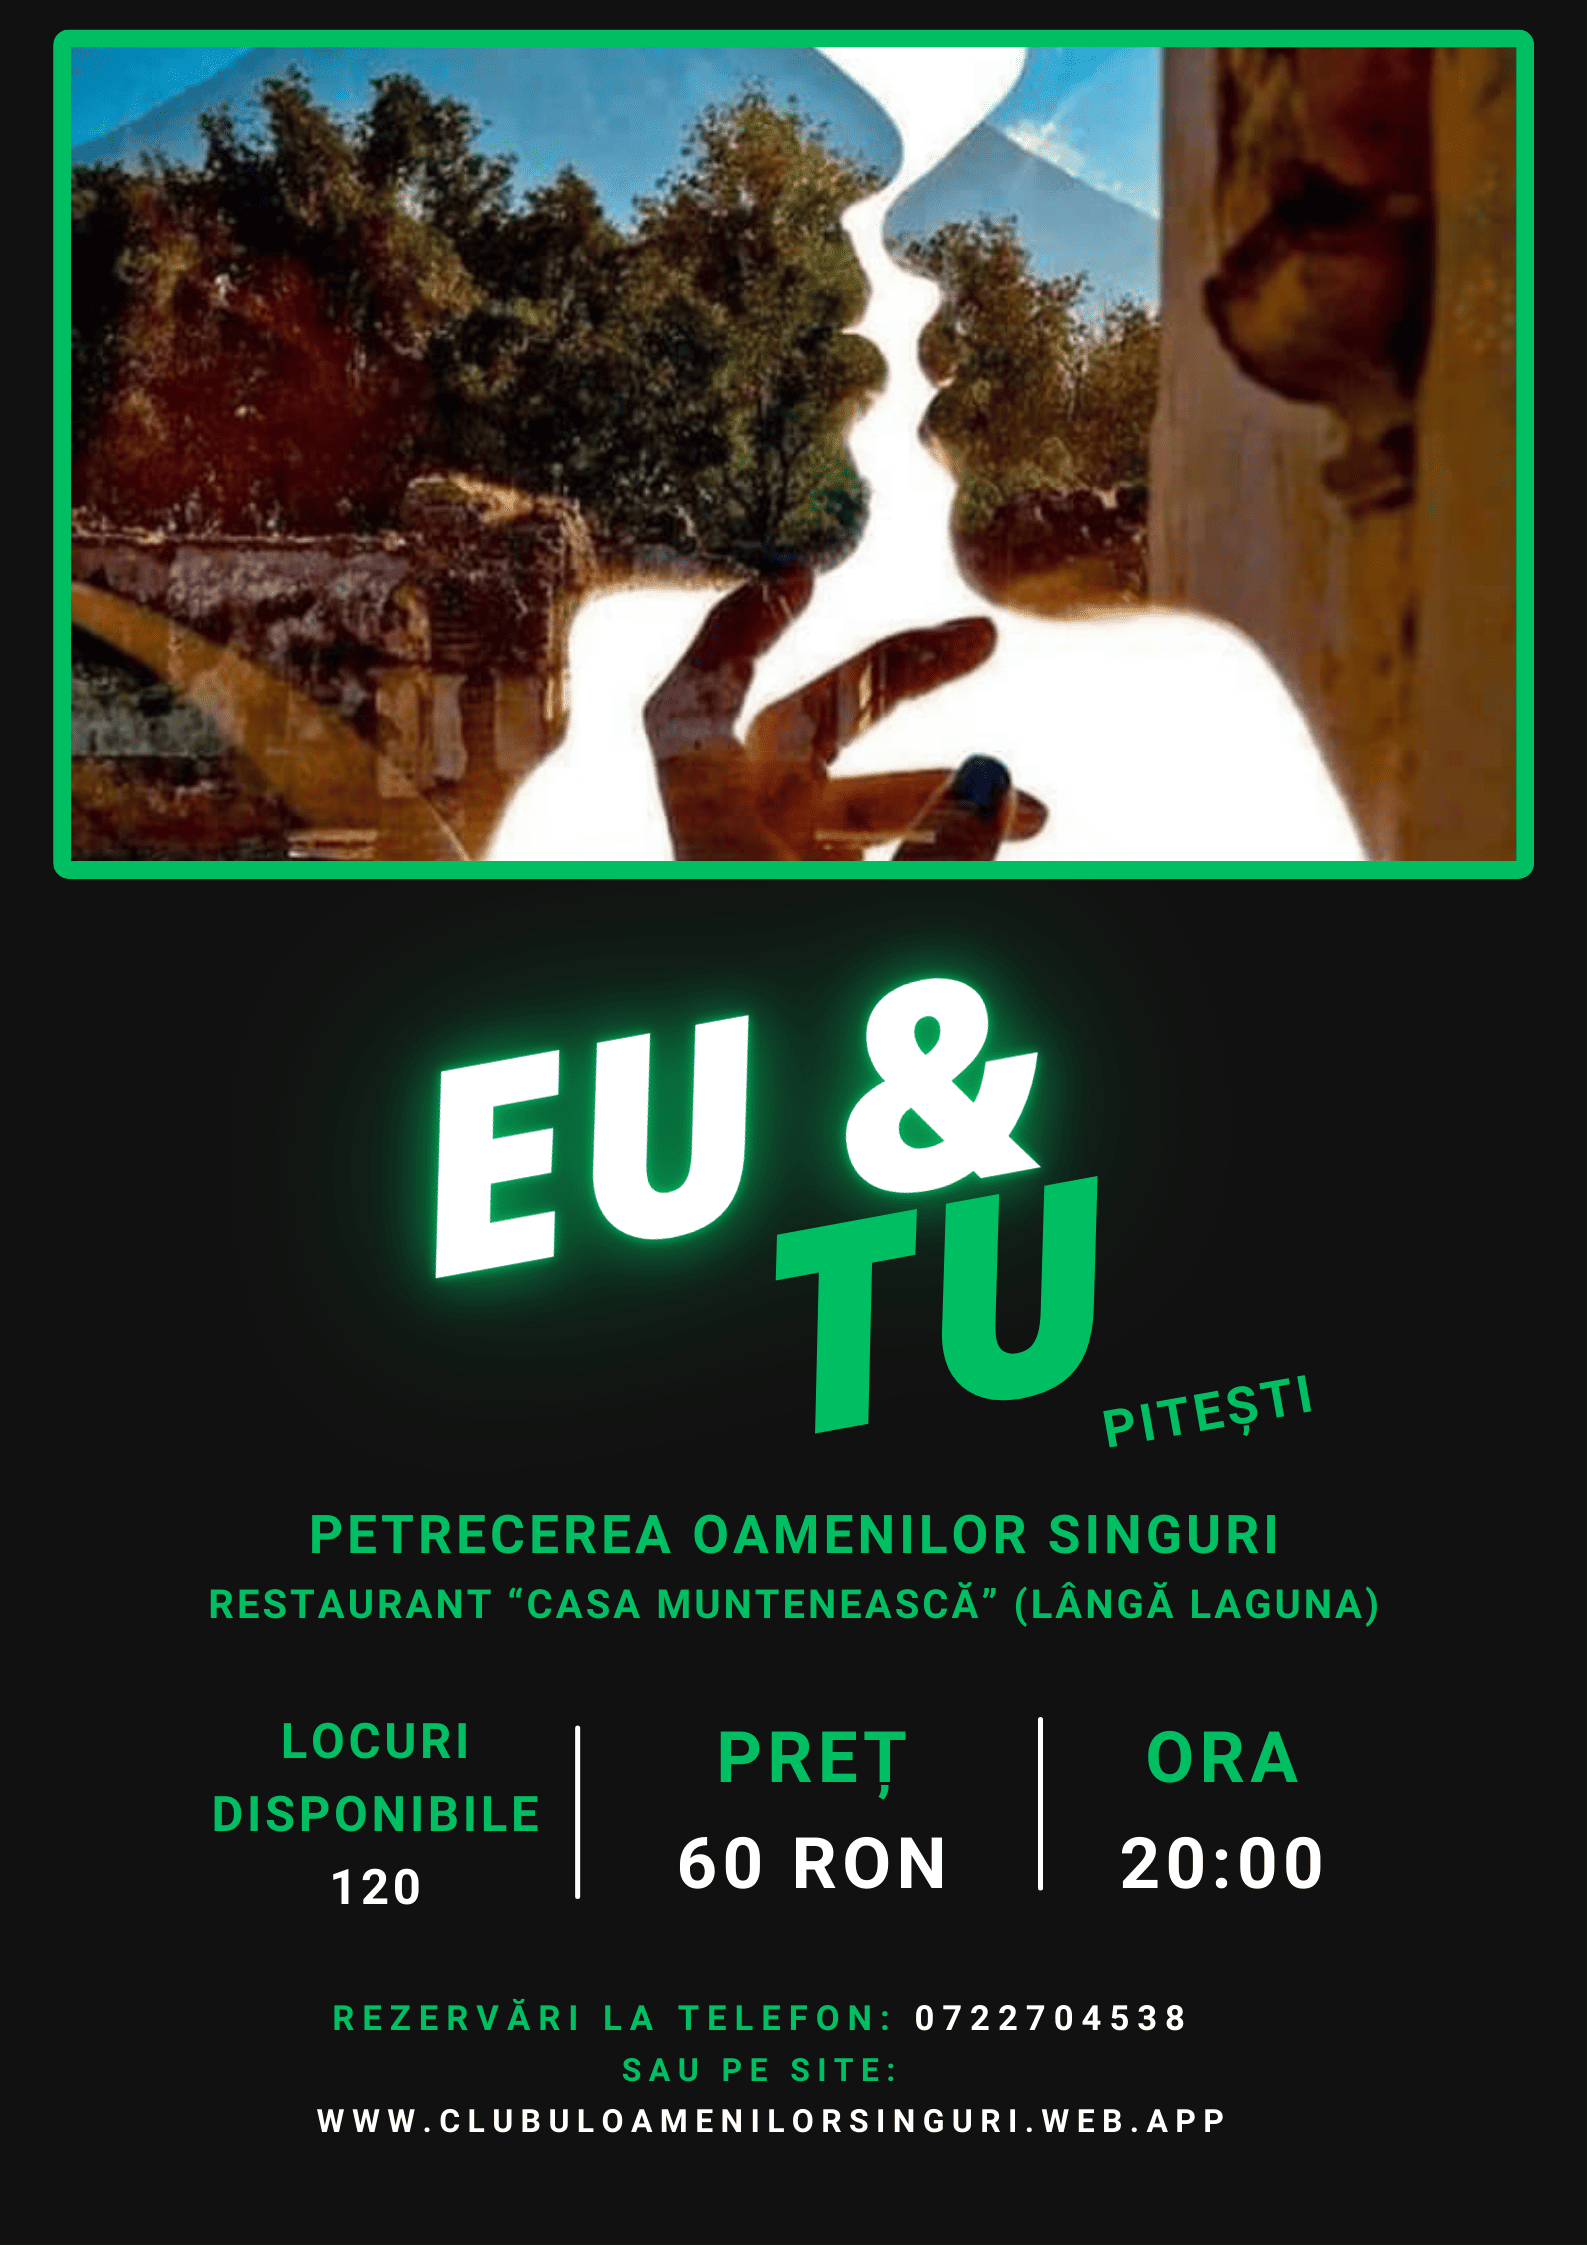 EU &
TU
PITEȘTI
PETRECEREA OAMENILOR SINGURI
RESTAURANT “CASA MUNTENEASCĂ” (LÂNGĂ LAGUNA)
LOCURI
DISPONIBILE
120
PREȚ
60 RON
ORA
20:00
REZERVĂRI LA TELEFON: 0722704538
SAU PE SITE:
WWW.CLUBULOAMENILORSINGURI.WEB.APP